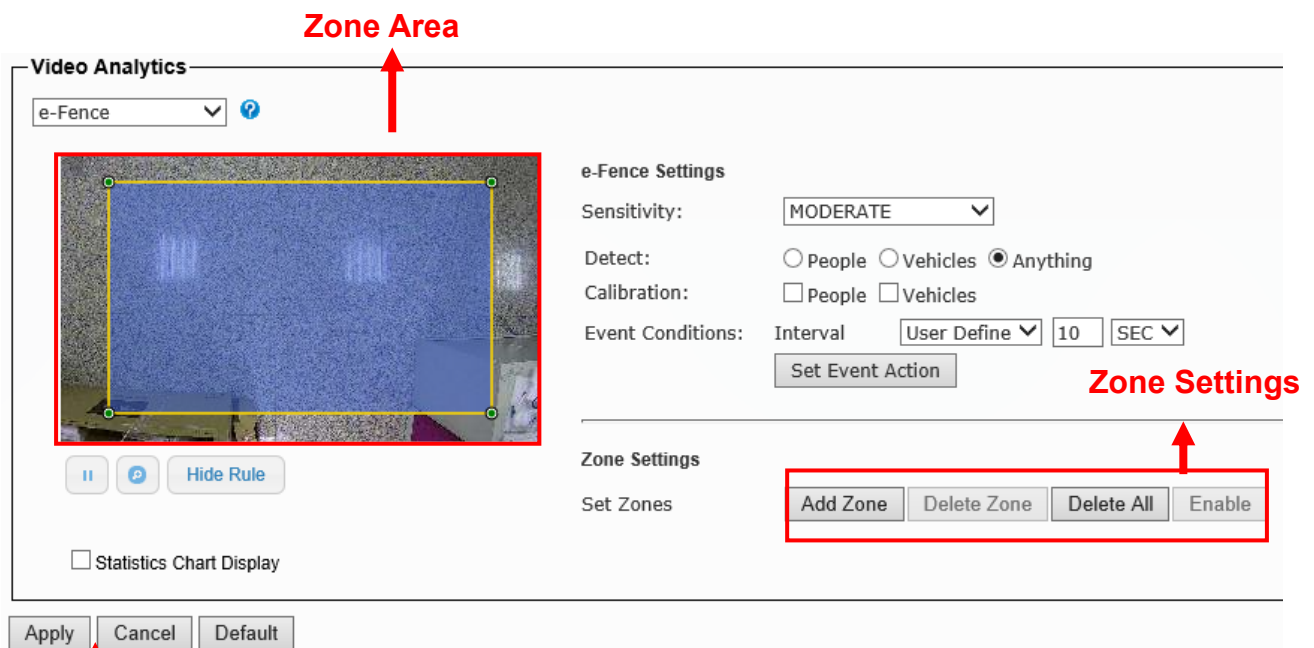 Zone Area
Video Analytics
e-Fence
e-Fence Settings
Sensitivity: MODERATE
Detect: People Vehicles Anything
Calibration: People Vehicles
Event Conditions: Interval User Define 10 SEC
Set Event Action
Zone Settings
Zone Settings
Hide Rule
Set Zones Add Zone Delete Zone Delete All Enable
Statistics Chart Display
Apply Cancel Default